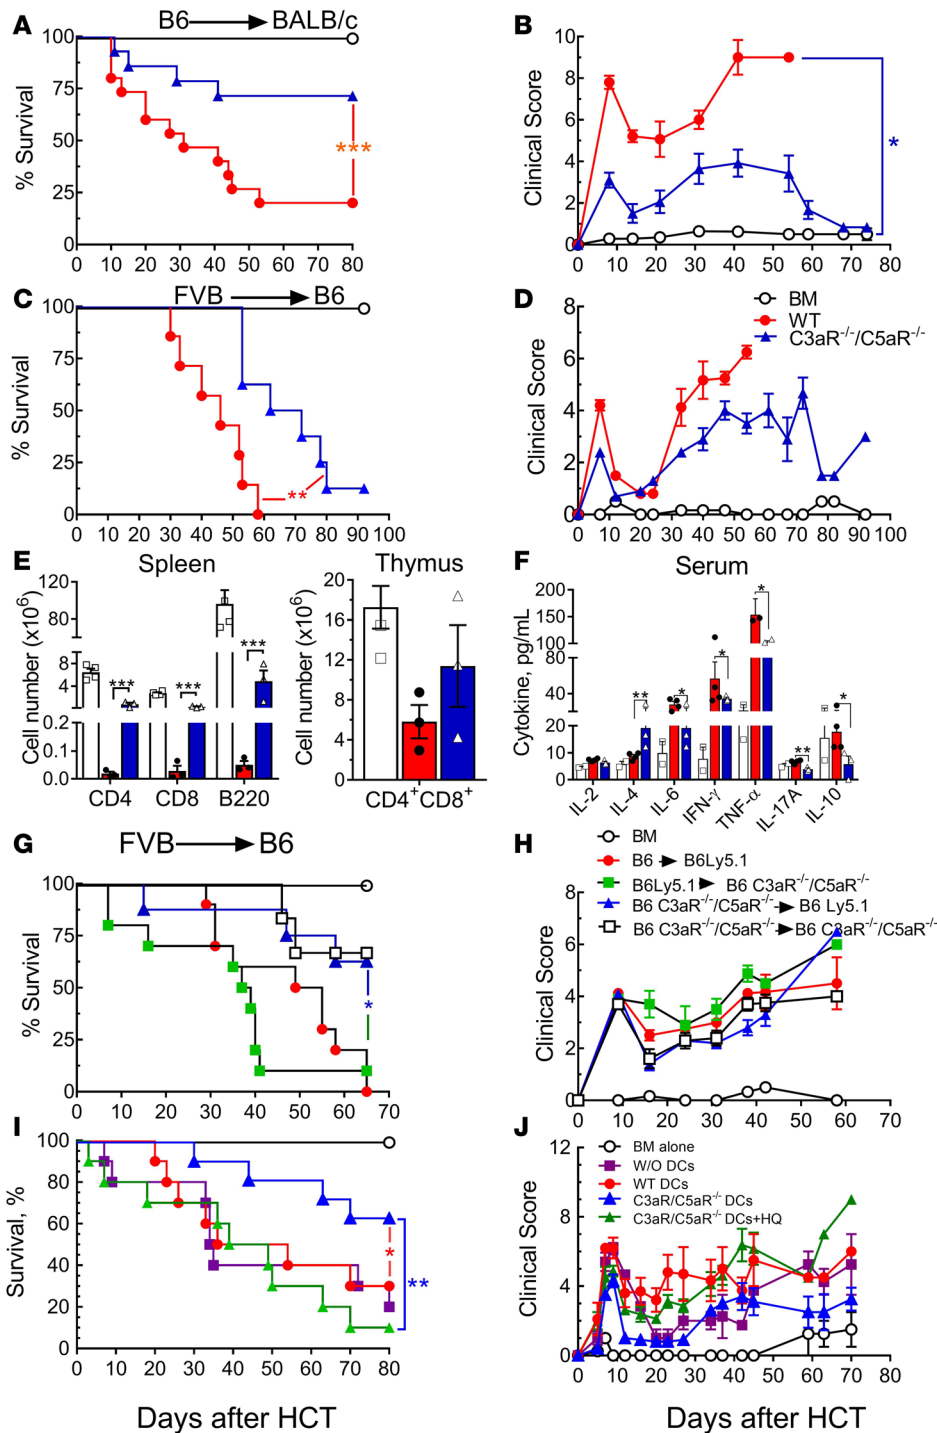 A
B6 → BALB/c
% Survival
100
75
50
25
0
0 10 20 30 40 50 60 70 80
***
B
Clinical Score
10
8
6
4
2
0
0 10 20 30 40 50 60 70 80
*
C
FVB → B6
% Survival
100
75
50
25
0
0 10 20 30 40 50 60 70 80 90 100
**
D
Clinical Score
8
6
4
2
0
0 10 20 30 40 50 60 70 80 90 100
BM
WT
C3aR-/-/C5aR-/-
E
Spleen
Cell number (x10⁶)
120
80
40
8
4
0.2
0.1
0.0
*** *** ***
CD4 CD8 B220
Thymus
Cell number (x10⁶)
20
16
12
8
4
0
CD4+CD8+
F
Serum
Cytokine, pg/mL
200
150
100
80
40
20
10
0
** * * * ** *
IL-2 IL-4 IL-6 IFN-γ TNF-α IL-17A IL-10
G
FVB → B6
% Survival
100
75
50
25
0
0 10 20 30 40 50 60 70
*
H
BM
B6 → B6Ly5.1
B6Ly5.1 → B6 C3aR-/-/C5aR-/-
B6 C3aR-/-/C5aR-/- → B6 Ly5.1
B6 C3aR-/-/C5aR-/- → B6 C3aR-/-/C5aR-/-
Clinical Score
8
6
4
2
0
0 10 20 30 40 50 60 70
I
Survival, %
100
80
60
40
20
0
0 10 20 30 40 50 60 70 80
*
**
Days after HCT
J
BM alone
W/O DCs
WT DCs
C3aR/C5aR-/- DCs
C3aR/C5aR-/- DCs+HQ
Clinical Score
12
8
4
0
0 10 20 30 40 50 60 70 80
Days after HCT